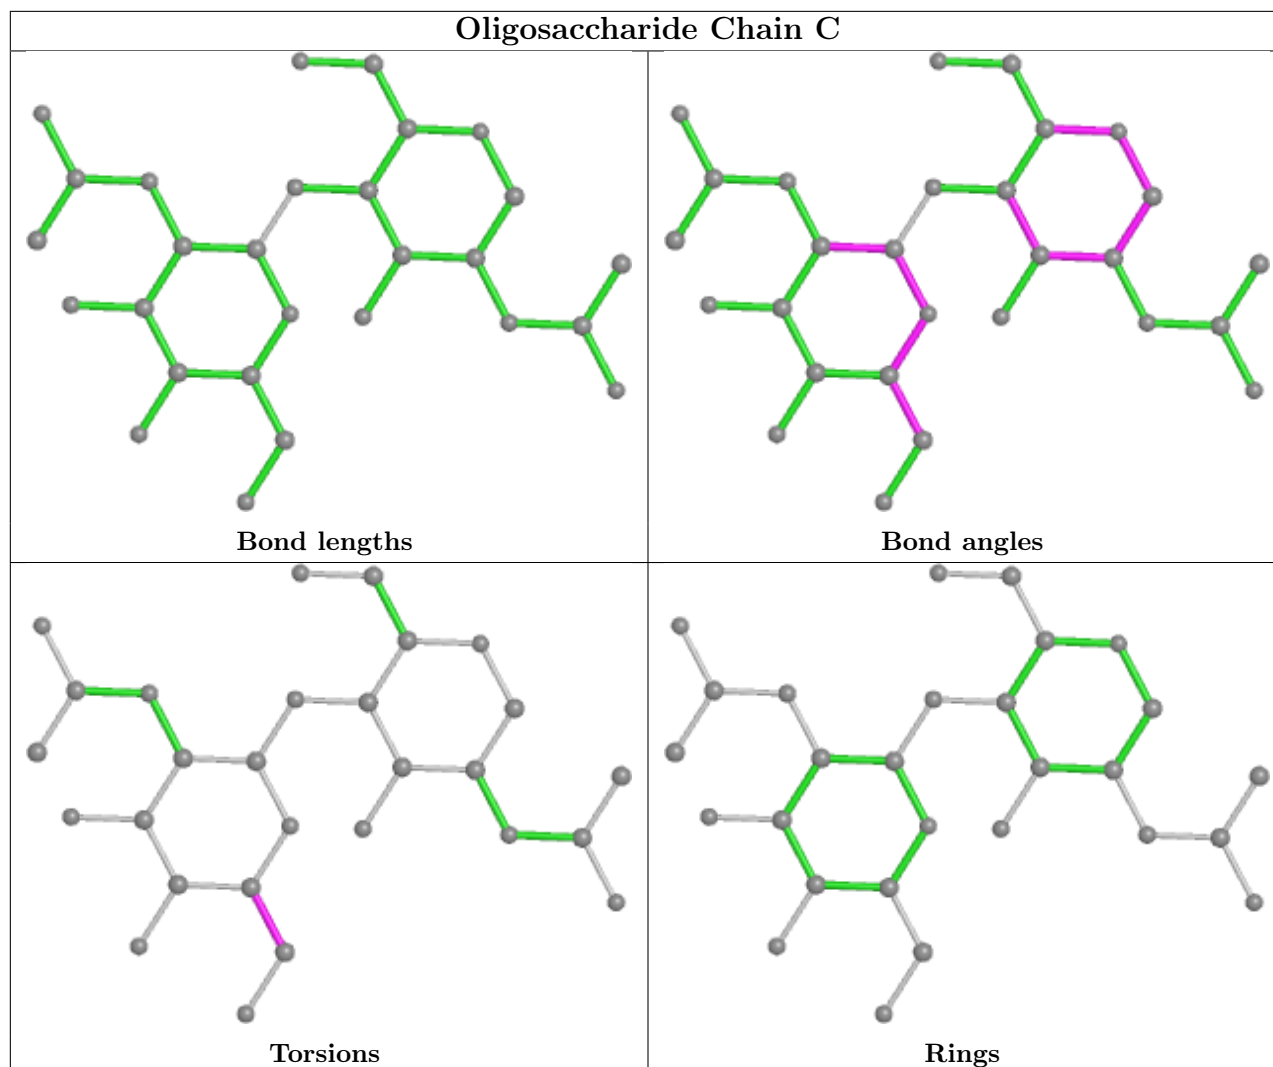 Oligosaccharide Chain C
Bond lengths
Bond angles
Torsions
Rings